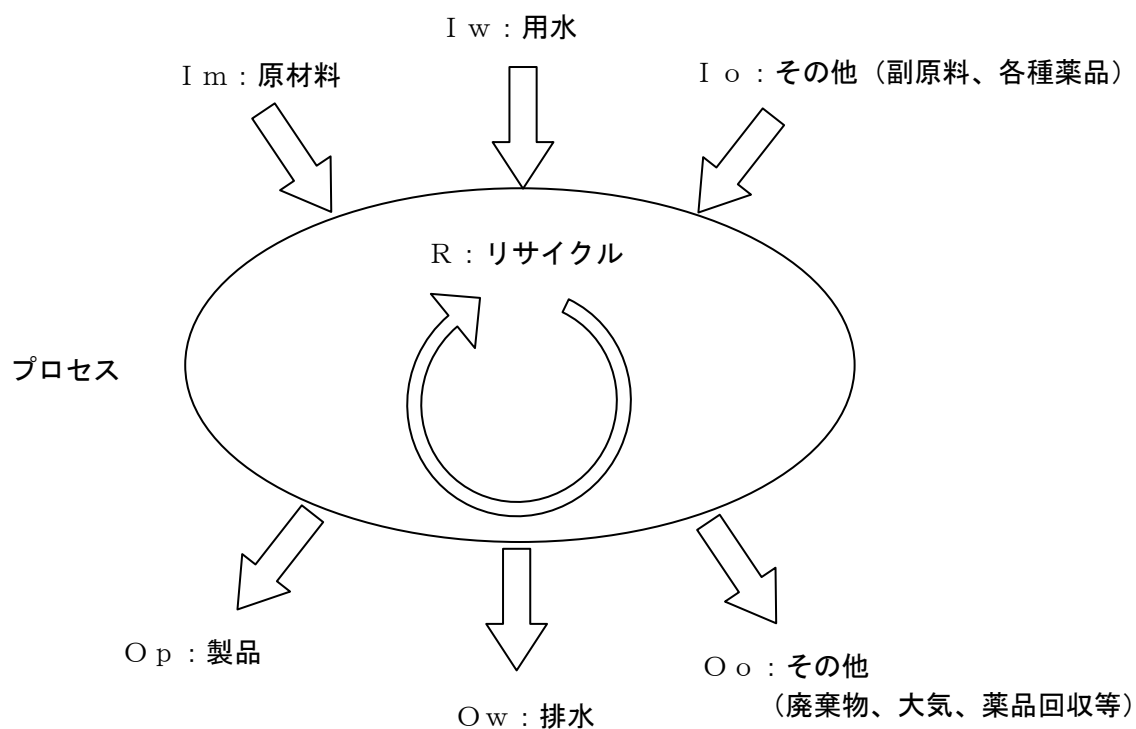 Ｉｗ：用水
Ｉｍ：原材料
Ｉｏ：その他（副原料、各種薬品）
Ｒ：リサイクル
プロセス
Ｏｐ：製品
Ｏｗ：排水
Ｏｏ：その他
（廃棄物、大気、薬品回収等）